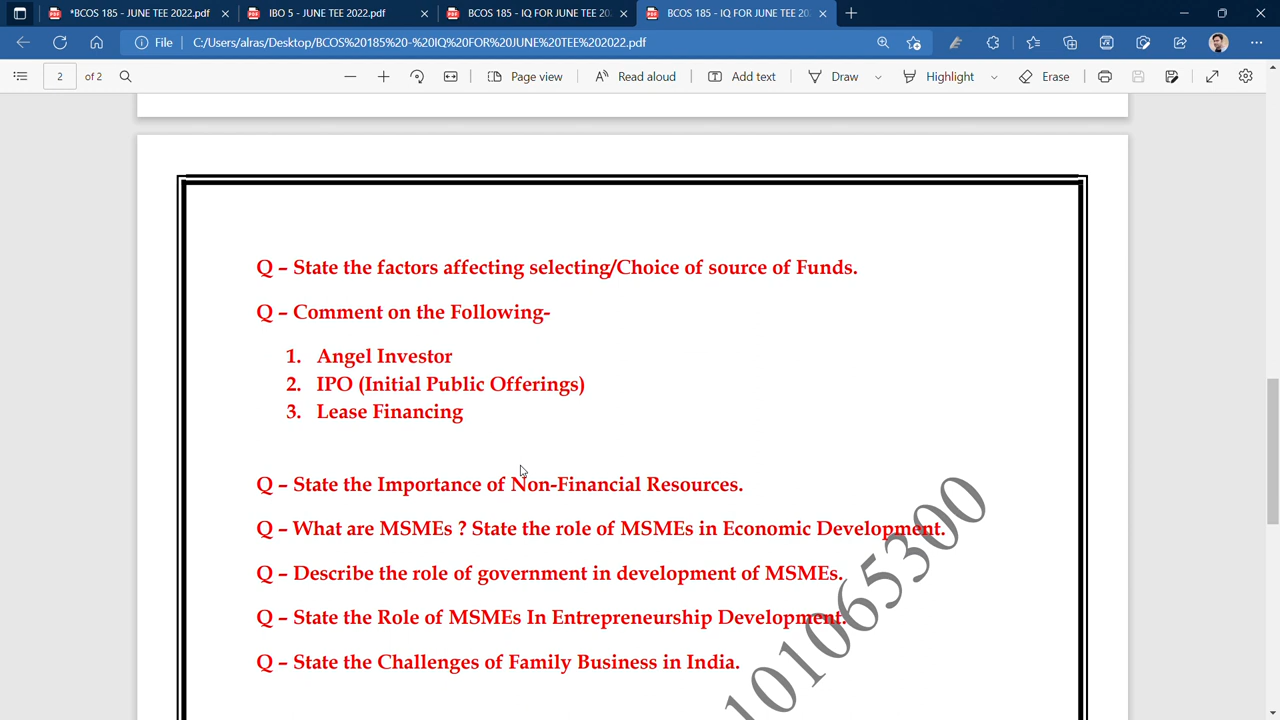 *BCOS 185 - JUNE TEE 2022.pdf
IBO 5 - JUNE TEE 2022.pdf
BCOS 185 - IQ FOR JUNE TEE 20
BCOS 185 - IQ FOR JUNE TEE 20
File
C:/Users/alras/Desktop/BCOS%20185%20-%20IQ%20FOR%20JUNE%20TEE%202022.pdf
2 of 2
Page view
Read aloud
Add text
Draw
Highlight
Erase
Q – State the factors affecting selecting/Choice of source of Funds.
Q – Comment on the Following-
1. Angel Investor
2. IPO (Initial Public Offerings)
3. Lease Financing
Q – State the Importance of Non-Financial Resources.
Q – What are MSMEs ? State the role of MSMEs in Economic Development.
Q – Describe the role of government in development of MSMEs.
Q – State the Role of MSMEs In Entrepreneurship Development.
Q – State the Challenges of Family Business in India.
101065300